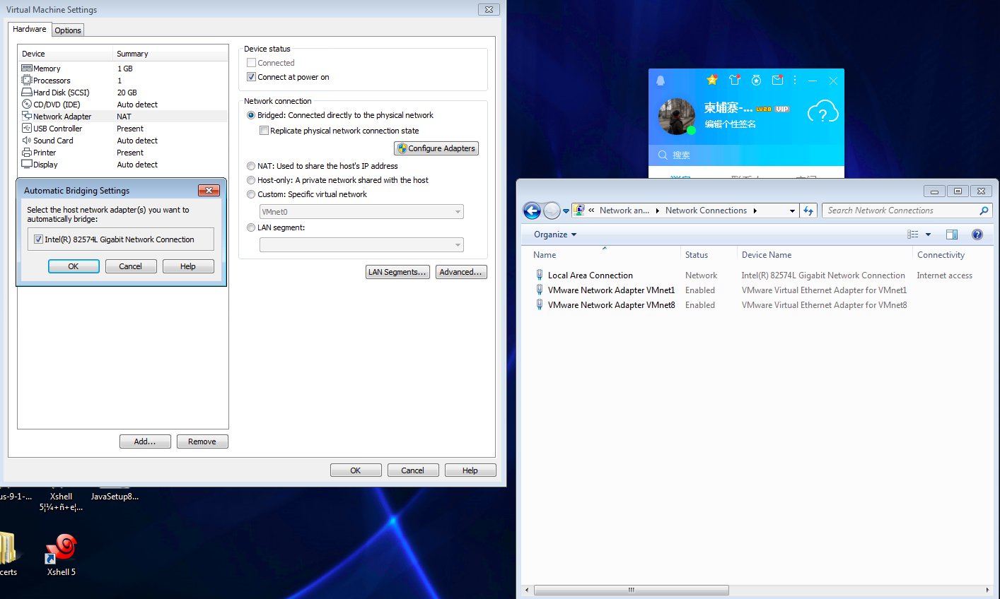 Virtual Machine Settings
Hardware
Options
Device Summary
Memory 1 GB
Processors 1
Hard Disk (SCSI) 20 GB
CD/DVD (IDE) Auto detect
Network Adapter NAT
USB Controller Present
Sound Card Auto detect
Printer Present
Display Auto detect
Device status
Connected
Connect at power on
Network connection
Bridged: Connected directly to the physical network
Replicate physical network connection state
Configure Adapters
NAT: Used to share the host's IP address
Host-only: A private network shared with the host
Custom: Specific virtual network
VMnet0
LAN segment:
LAN Segments...
Advanced...
Automatic Bridging Settings
Select the host network adapter(s) you want to
automatically bridge:
Intel(R) 82574L Gigabit Network Connection
OK Cancel Help
Add... Remove
OK Cancel Help
柬埔寨-... LV28 VIP
编辑个性签名
搜索
Network an... Network Connections
Search Network Connections
Organize
Name Status Device Name Connectivity
Local Area Connection Network Intel(R) 82574L Gigabit Network Connection Internet access
VMware Network Adapter VMnet1 Enabled VMware Virtual Ethernet Adapter for VMnet1
VMware Network Adapter VMnet8 Enabled VMware Virtual Ethernet Adapter for VMnet8
us-9-1-...
Xshell
5¦¼+ñ+e¦...
JavaSetup8...
certs
Xshell 5